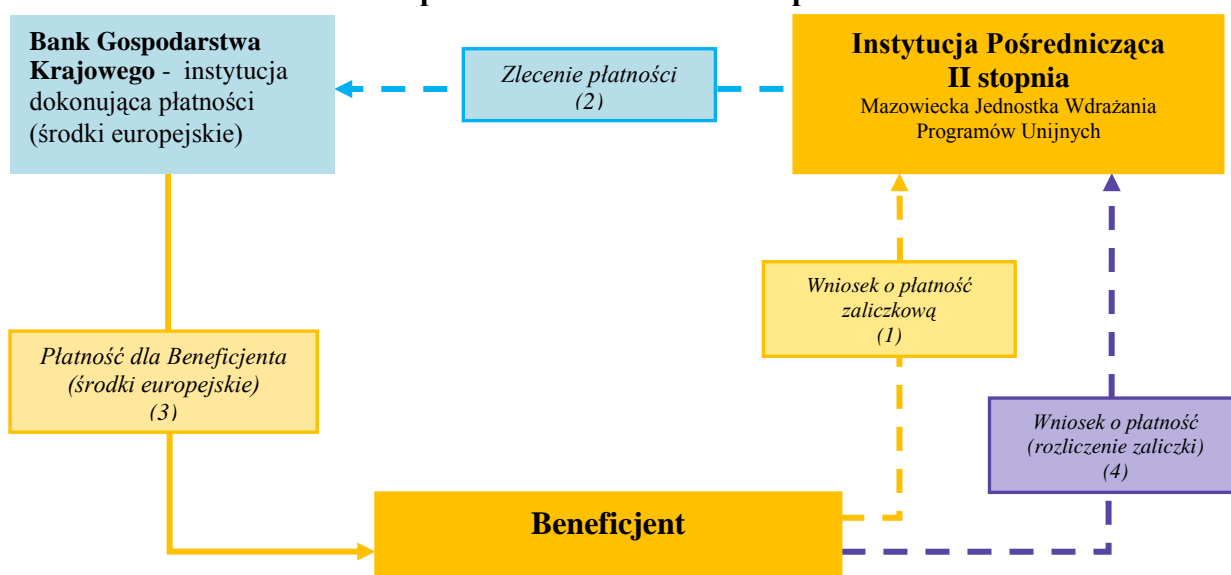 Bank Gospodarstwa
Krajowego - instytucja
dokonująca płatności
(środki europejskie)
Zlecenie płatności
(2)
Instytucja Pośrednicząca
II stopnia
Mazowiecka Jednostka Wdrażania
Programów Unijnych
Wniosek o płatność
zaliczkową
(1)
Płatność dla Beneficjenta
(środki europejskie)
(3)
Wniosek o płatność
(rozliczenie zaliczki)
(4)
Beneficjent